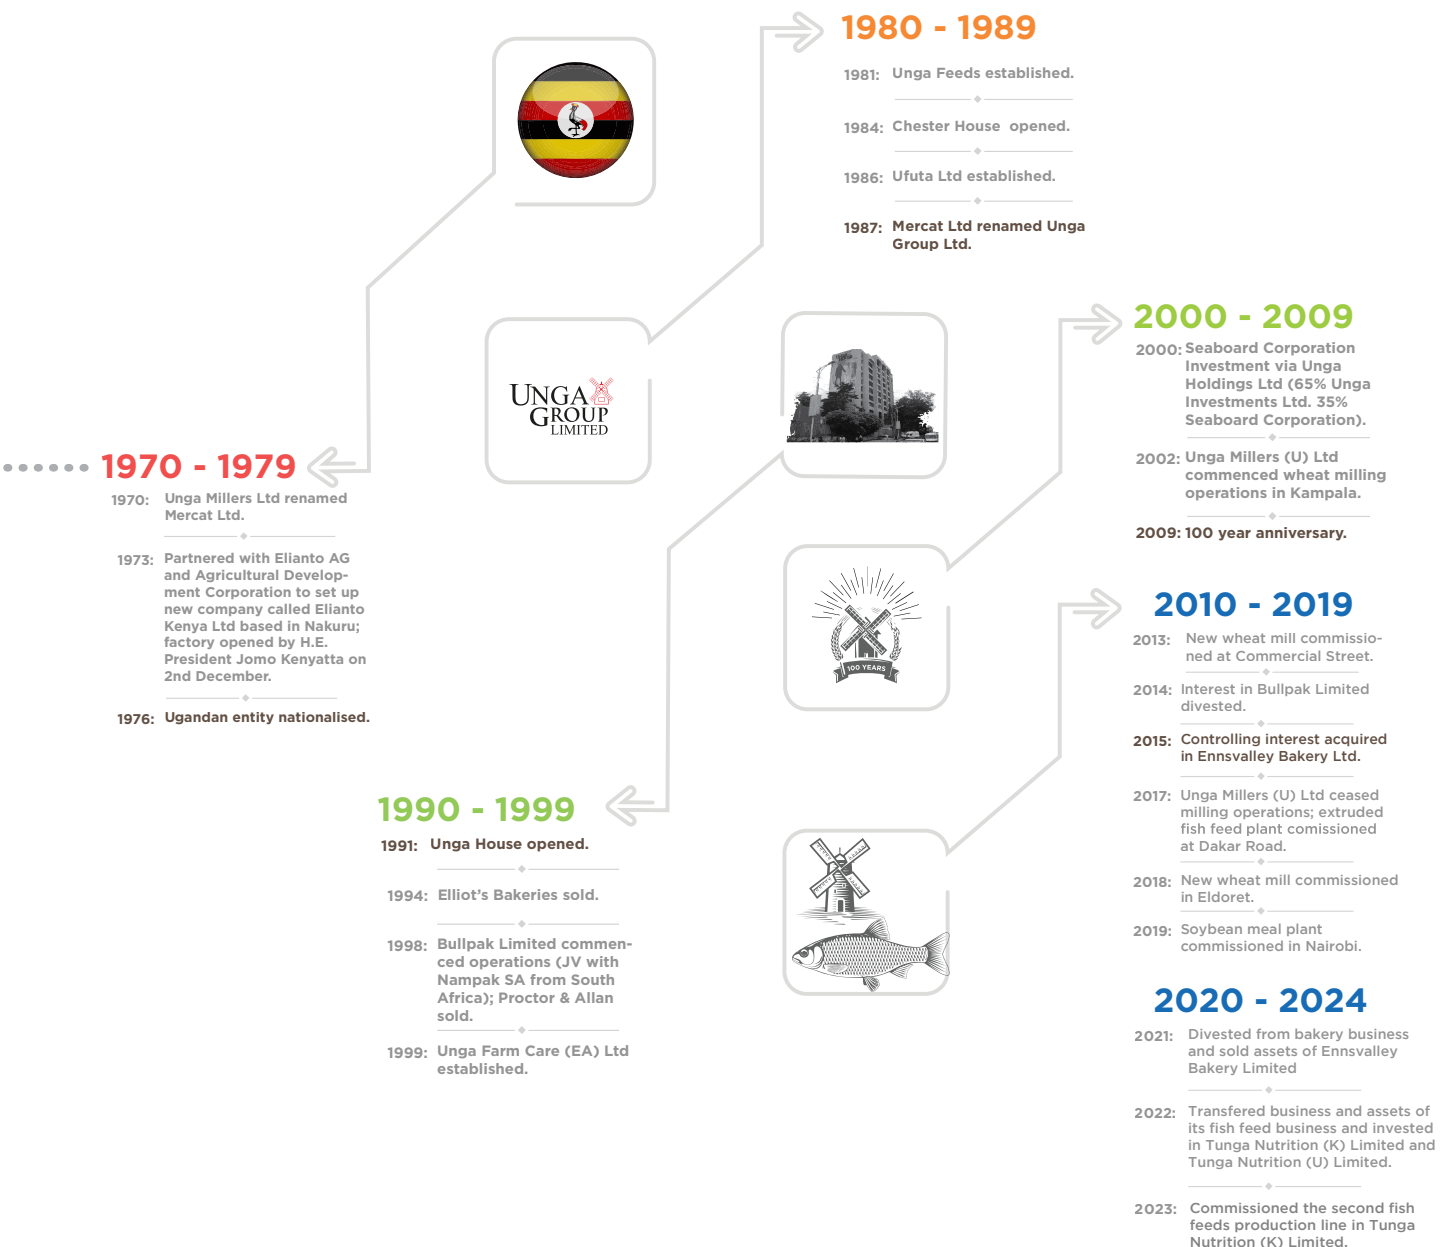 1970 - 1979
1970: Unga Millers Ltd renamed
Mercat Ltd.
1973: Partnered with Elianto AG
and Agricultural Develop-
ment Corporation to set up
new company called Elianto
Kenya Ltd based in Nakuru;
factory opened by H.E.
President Jomo Kenyatta on
2nd December.
1976: Ugandan entity nationalised.
1980 - 1989
1981: Unga Feeds established.
1984: Chester House opened.
1986: Ufuta Ltd established.
1987: Mercat Ltd renamed Unga
Group Ltd.
UNGA
GROUP
LIMITED
1990 - 1999
1991: Unga House opened.
1994: Elliot’s Bakeries sold.
1998: Bullpak Limited commen-
ced operations (JV with
Nampak SA from South
Africa); Proctor & Allan
sold.
1999: Unga Farm Care (EA) Ltd
established.
2000 - 2009
2000: Seaboard Corporation
Investment via Unga
Holdings Ltd (65% Unga
Investments Ltd. 35%
Seaboard Corporation).
2002: Unga Millers (U) Ltd
commenced wheat milling
operations in Kampala.
2009: 100 year anniversary.
100 YEARS
2010 - 2019
2013: New wheat mill commissio-
ned at Commercial Street.
2014: Interest in Bullpak Limited
divested.
2015: Controlling interest acquired
in Ennsvalley Bakery Ltd.
2017: Unga Millers (U) Ltd ceased
milling operations; extruded
fish feed plant comissioned
at Dakar Road.
2018: New wheat mill commissioned
in Eldoret.
2019: Soybean meal plant
commissioned in Nairobi.
2020 - 2024
2021: Divested from bakery business
and sold assets of Ennsvalley
Bakery Limited
2022: Transfered business and assets of
its fish feed business and invested
in Tunga Nutrition (K) Limited and
Tunga Nutrition (U) Limited.
2023: Commissioned the second fish
feeds production line in Tunga
Nutrition (K) Limited.